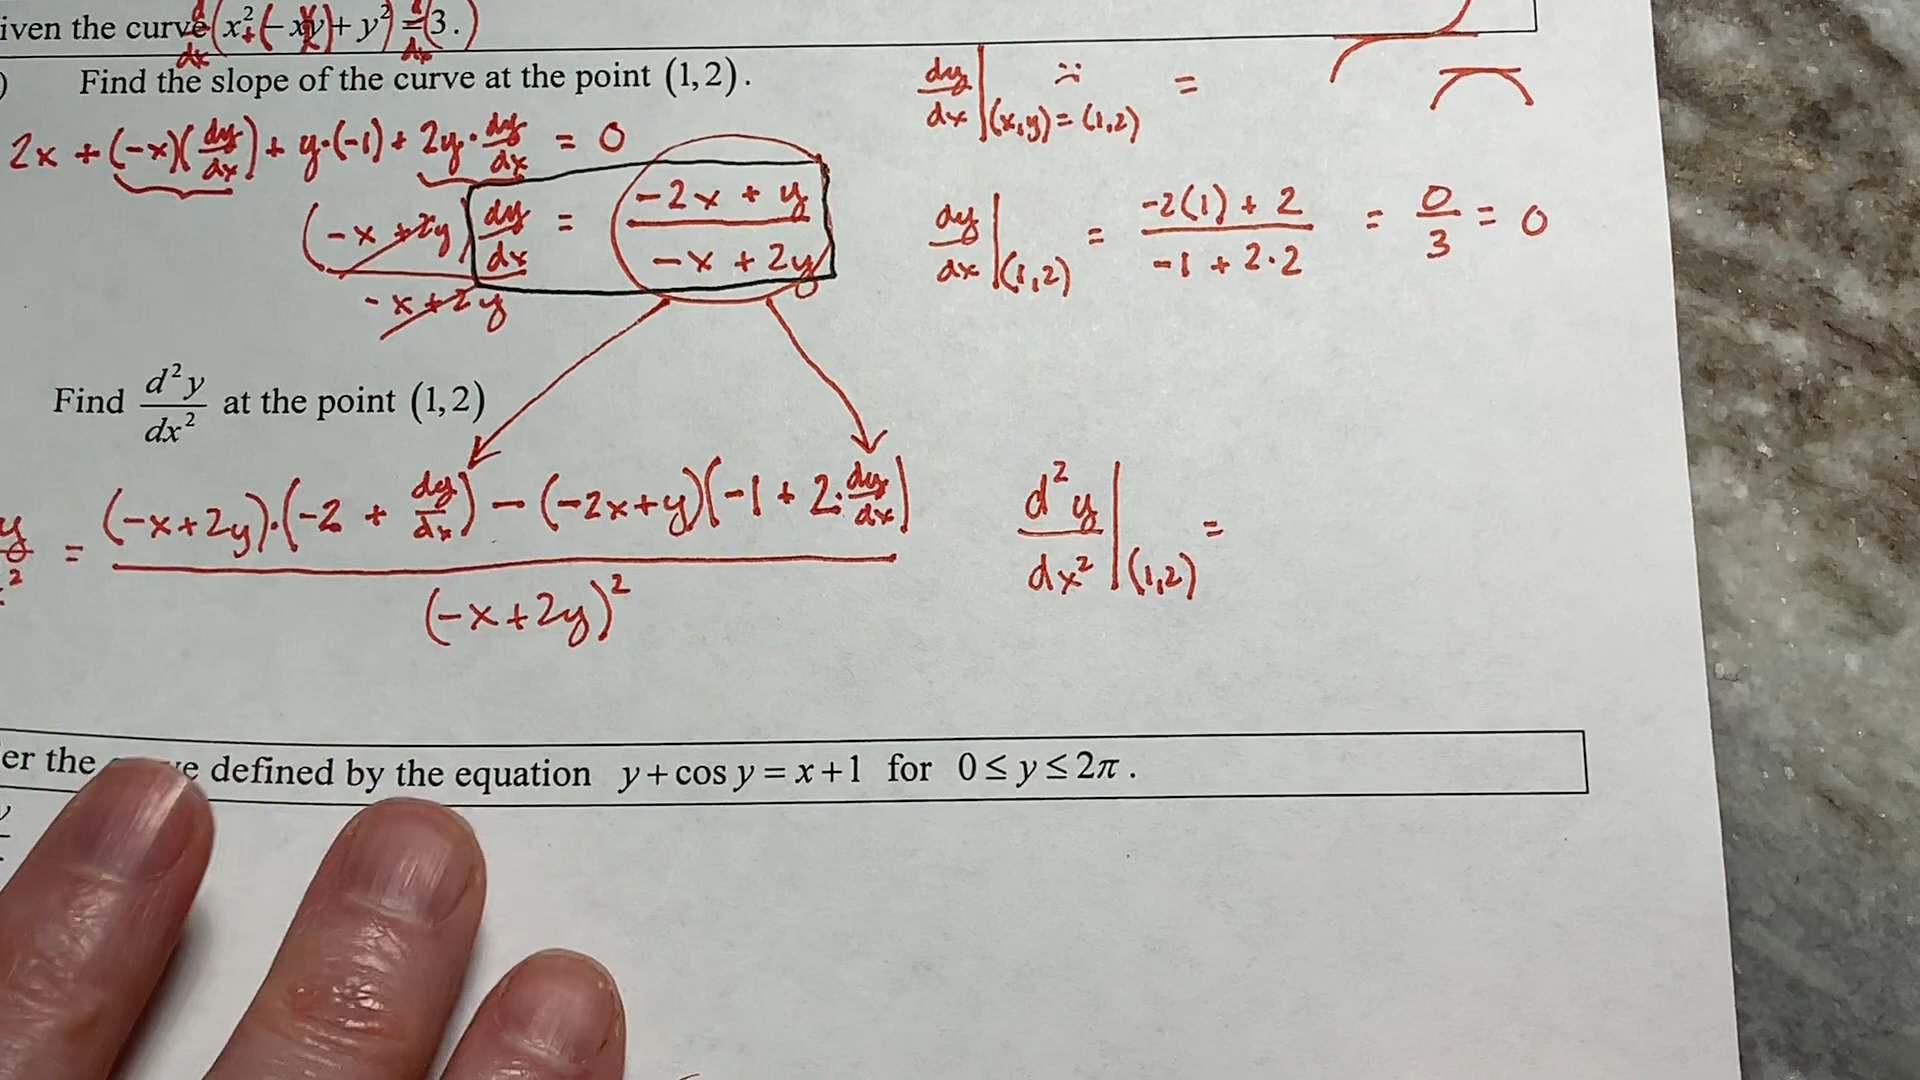 iven the curve d/dx (x² + (-xy) + y²) = d/dx (3.)
) Find the slope of the curve at the point (1,2).
dy/dx |(x,y)=(1,2) =
2x + (-x)(dy/dx) + y·(-1) + 2y·dy/dx = 0
(-x+2y) dy/dx = (-2x + y)/(-x + 2y)
-x+2y
dy/dx |(1,2) = (-2(1) + 2)/(-1 + 2·2) = 0/3 = 0
Find d²y/dx² at the point (1,2)
= ((-x+2y)·(-2 + dy/dx) - (-2x+y)(-1 + 2·dy/dx))/(-x+2y)²
d²y/dx² |(1,2) =
er the defined by the equation y + cos y = x + 1 for 0 ≤ y ≤ 2π.